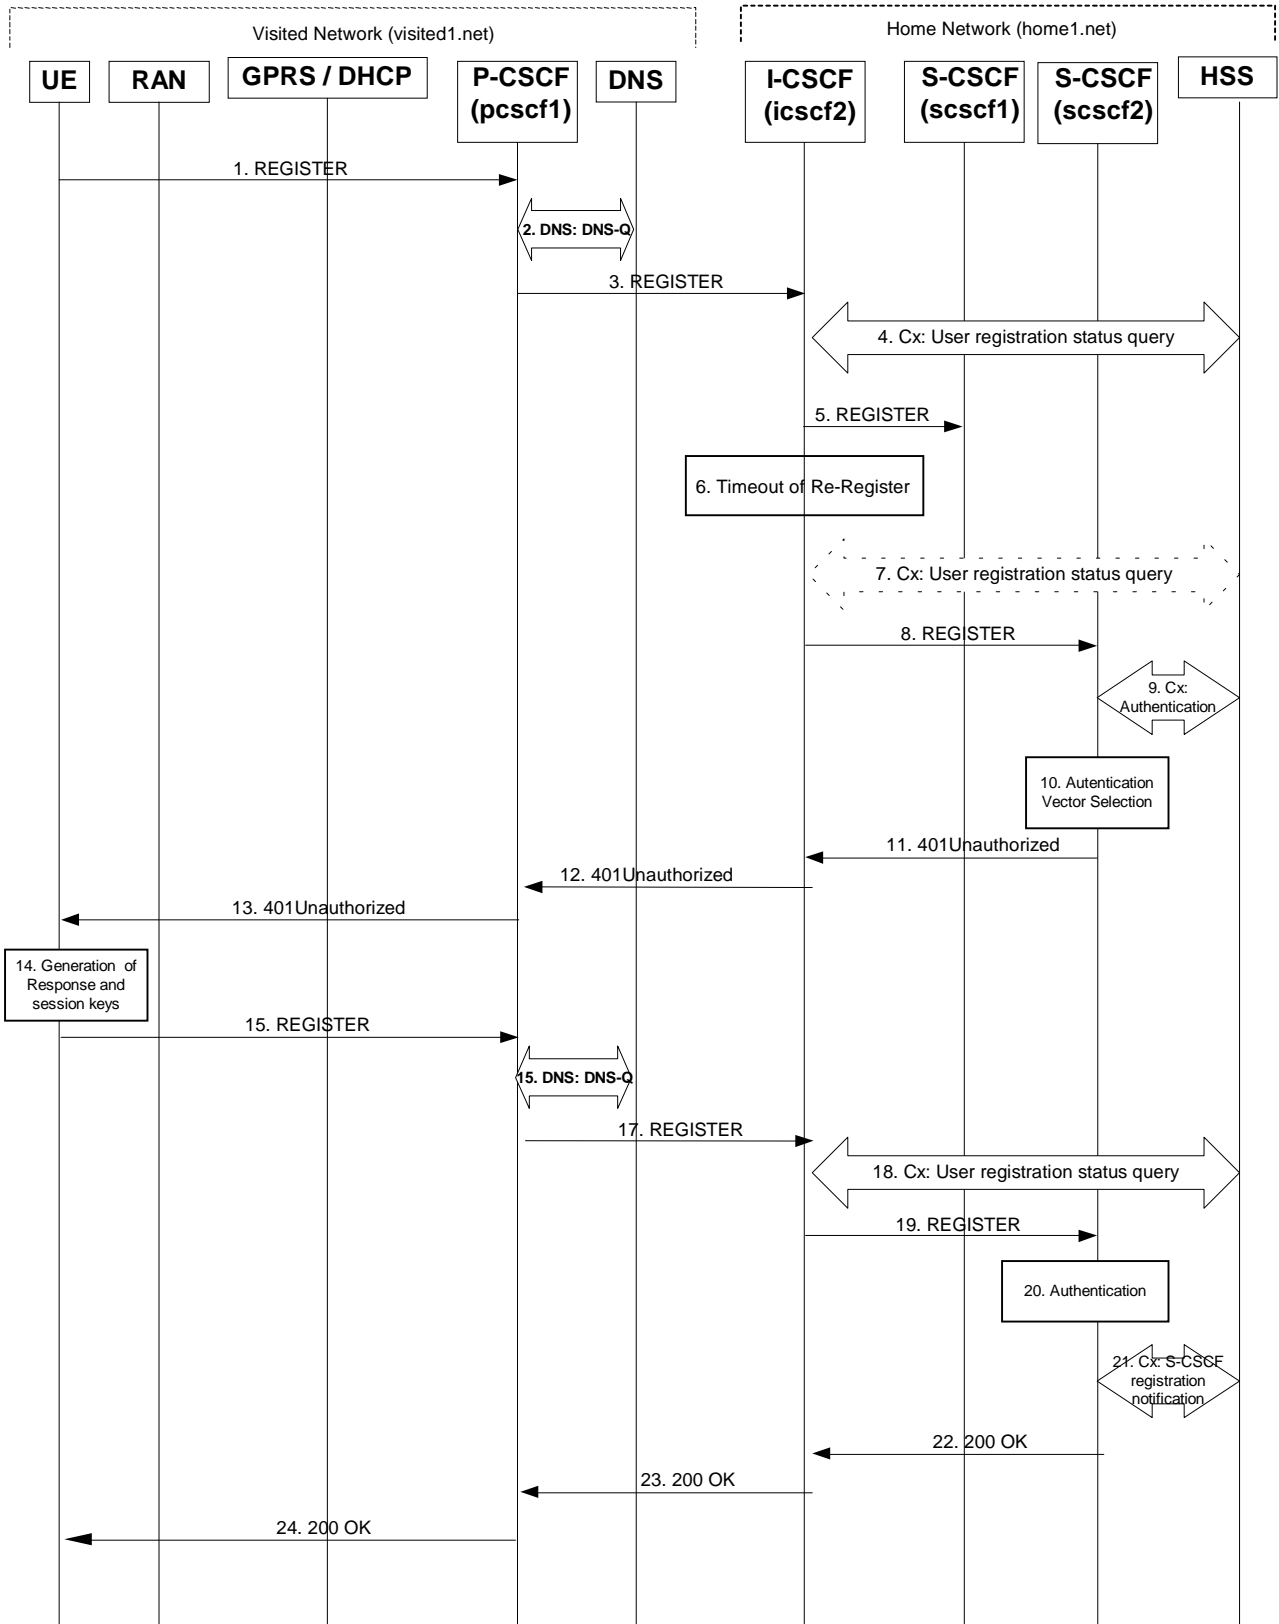 Visited Network (visited1.net)
Home Network (home1.net)
UE
RAN
GPRS / DHCP
P-CSCF
(pcscf1)
DNS
I-CSCF
(icscf2)
S-CSCF
(scscf1)
S-CSCF
(scscf2)
HSS
1. REGISTER
2. DNS: DNS-Q
3. REGISTER
4. Cx: User registration status query
5. REGISTER
6. Timeout of Re-Register
7. Cx: User registration status query
8. REGISTER
9. Cx:
Authentication
10. Autentication
Vector Selection
11. 401Unauthorized
12. 401Unauthorized
13. 401Unauthorized
14. Generation of
Response and
session keys
15. REGISTER
15. DNS: DNS-Q
17. REGISTER
18. Cx: User registration status query
19. REGISTER
20. Authentication
21. Cx: S-CSCF
registration
notification
22. 200 OK
23. 200 OK
24. 200 OK